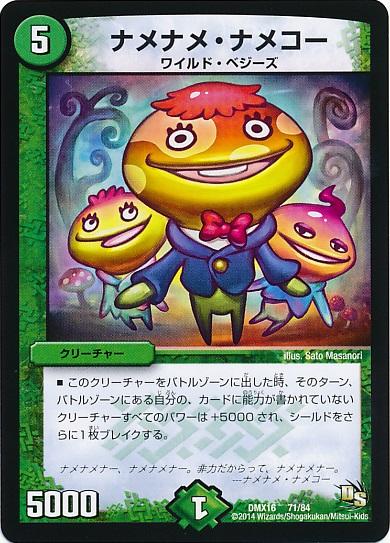 5
ナメナメ・ナメコー
ワイルド・ベジーズ
illus. Sato Masanori
クリーチャー
■ このクリーチャーをバトルゾーンに出した時、そのターン、
バトルゾーンにある自分の、カードに能力が書かれていない
クリーチャーすべてのパワーは+5000され、シールドをさ
らに1枚ブレイクする。
ナメナメナー、ナメナメナー。非力だからって、ナメナメナー。
---ナメナメ・ナメコー
5000
1
DMX16 71/84
©2014 Wizards/Shogakukan/Mitsui-Kids
DS